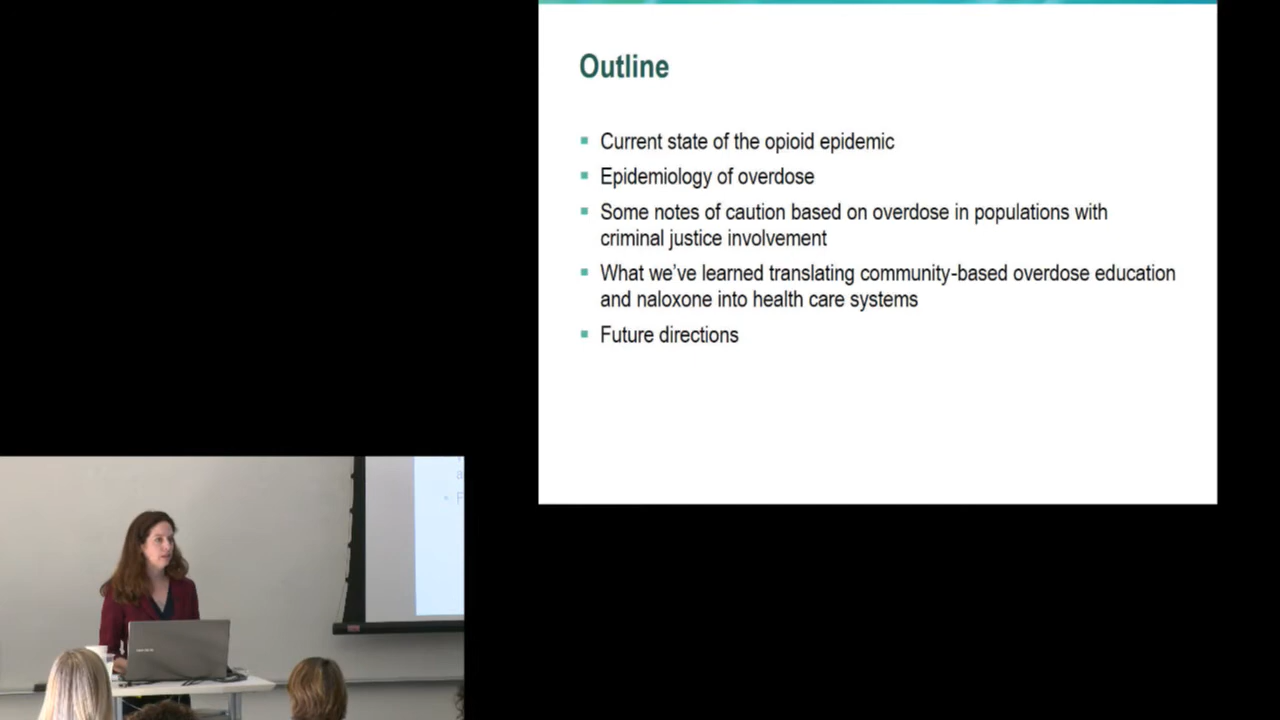 Outline
Current state of the opioid epidemic
Epidemiology of overdose
Some notes of caution based on overdose in populations with
criminal justice involvement
What we've learned translating community-based overdose education
and naloxone into health care systems
Future directions